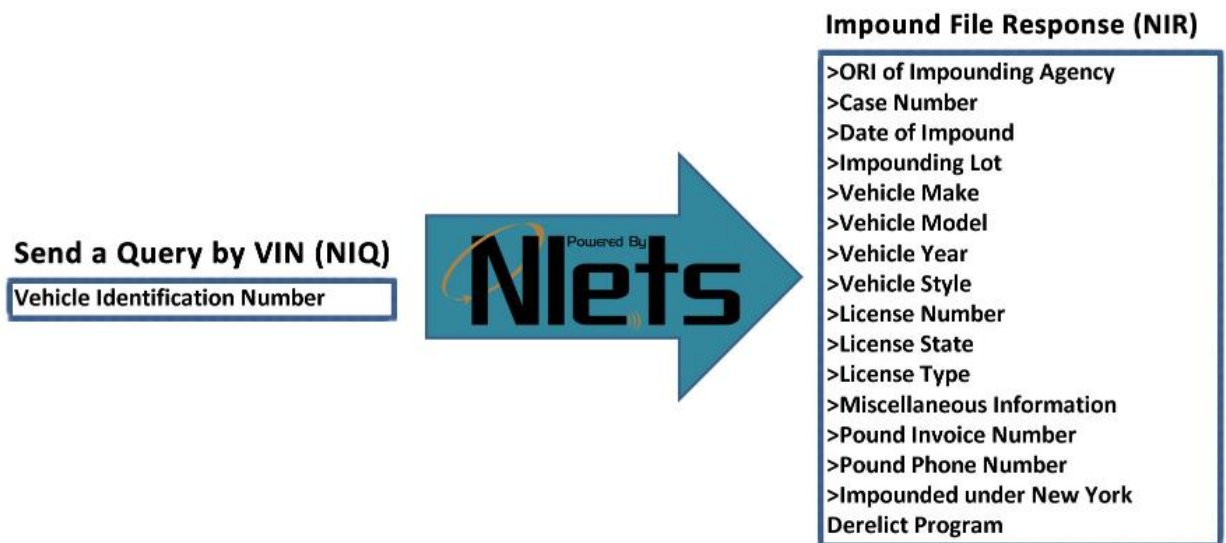 Send a Query by VIN (NIQ)
Vehicle Identification Number
Powered By
Nlets
Impound File Response (NIR)
>ORI of Impounding Agency
>Case Number
>Date of Impound
>Impounding Lot
>Vehicle Make
>Vehicle Model
>Vehicle Year
>Vehicle Style
>License Number
>License State
>License Type
>Miscellaneous Information
>Pound Invoice Number
>Pound Phone Number
>Impounded under New York
Derelict Program